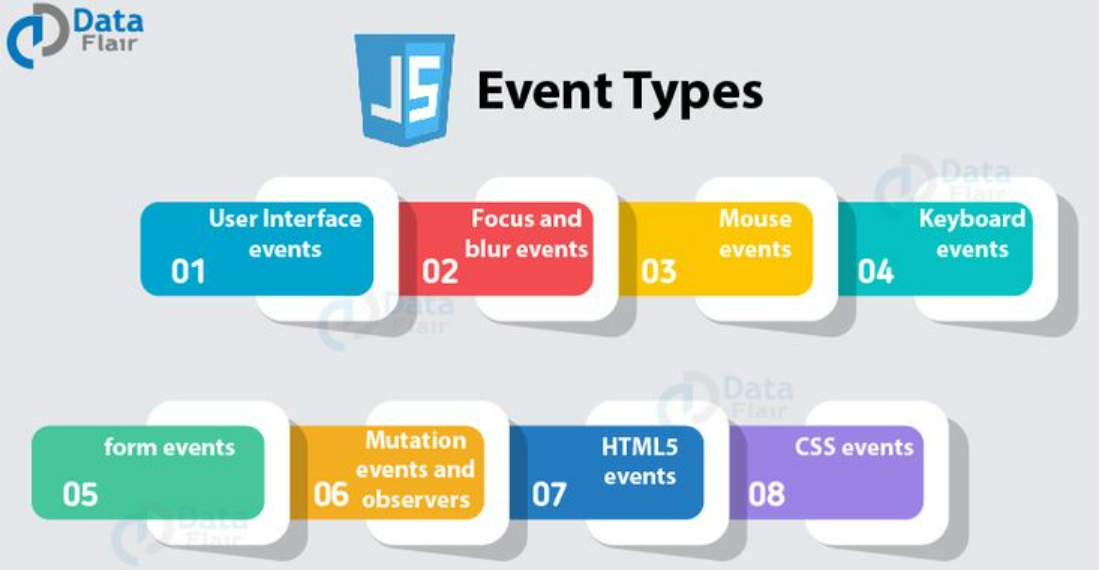 Data
Flair
JS
Event Types
User Interface
events
01
Focus and
blur events
02
Mouse
events
03
Data
Flair
Keyboard
events
04
Data
Flair
form events
05
Mutation
events and
observers
06
HTML5
events
07
Data
Flair
CSS events
08
Data
Flair